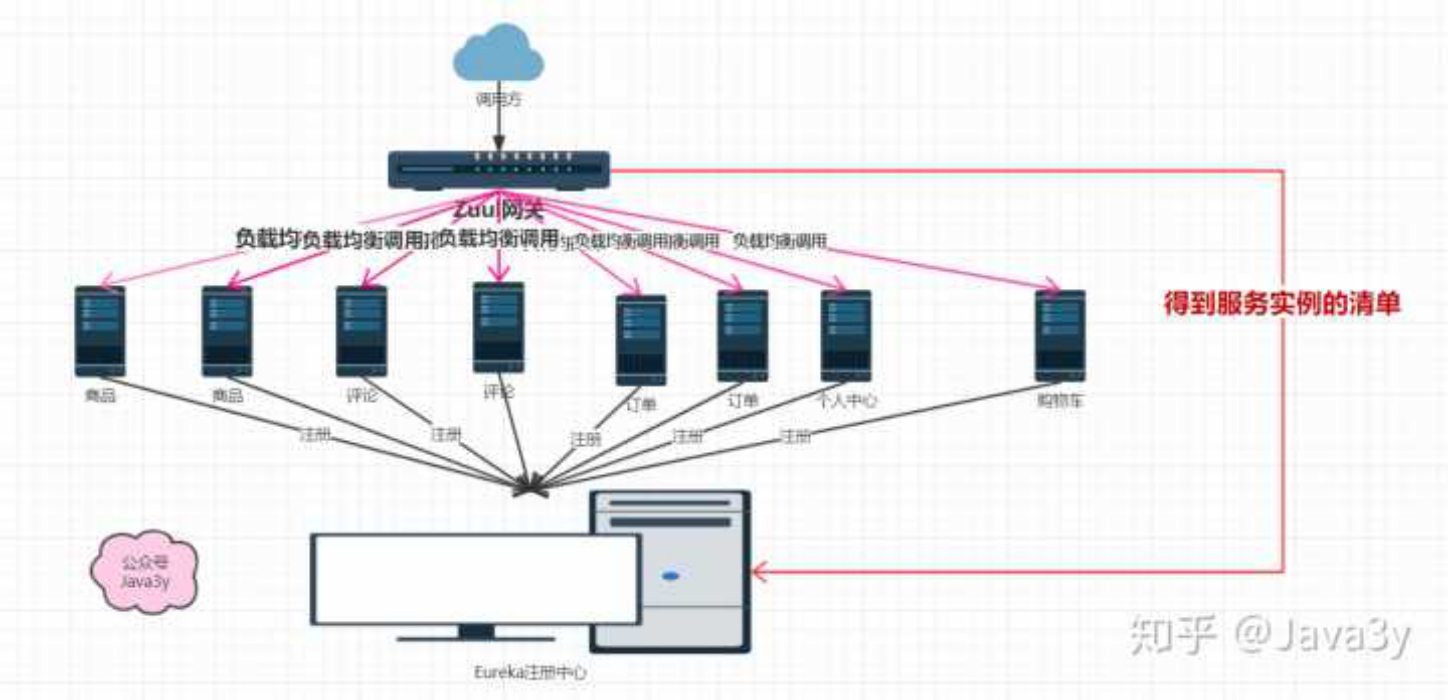 调用方
Zuul网关
负载均
负载均衡调用
负载均衡调用
负载均衡调用
衡调用
负载均衡调用
得到服务实例的清单
商品
商品
评论
评论
订单
订单
个人中心
购物车
注册
注册
注册
注册
注册
公众号
Java3y
Eureka注册中心
知乎 @Java3y